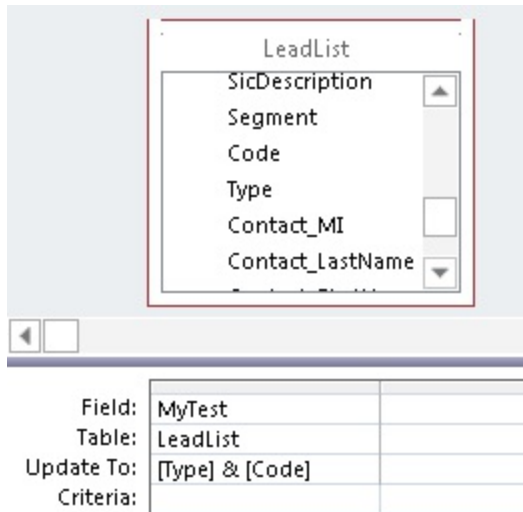 LeadList
SicDescription
Segment
Code
Type
Contact_MI
Contact_LastName
Field: MyTest
Table: LeadList
Update To: [Type] & [Code]
Criteria: